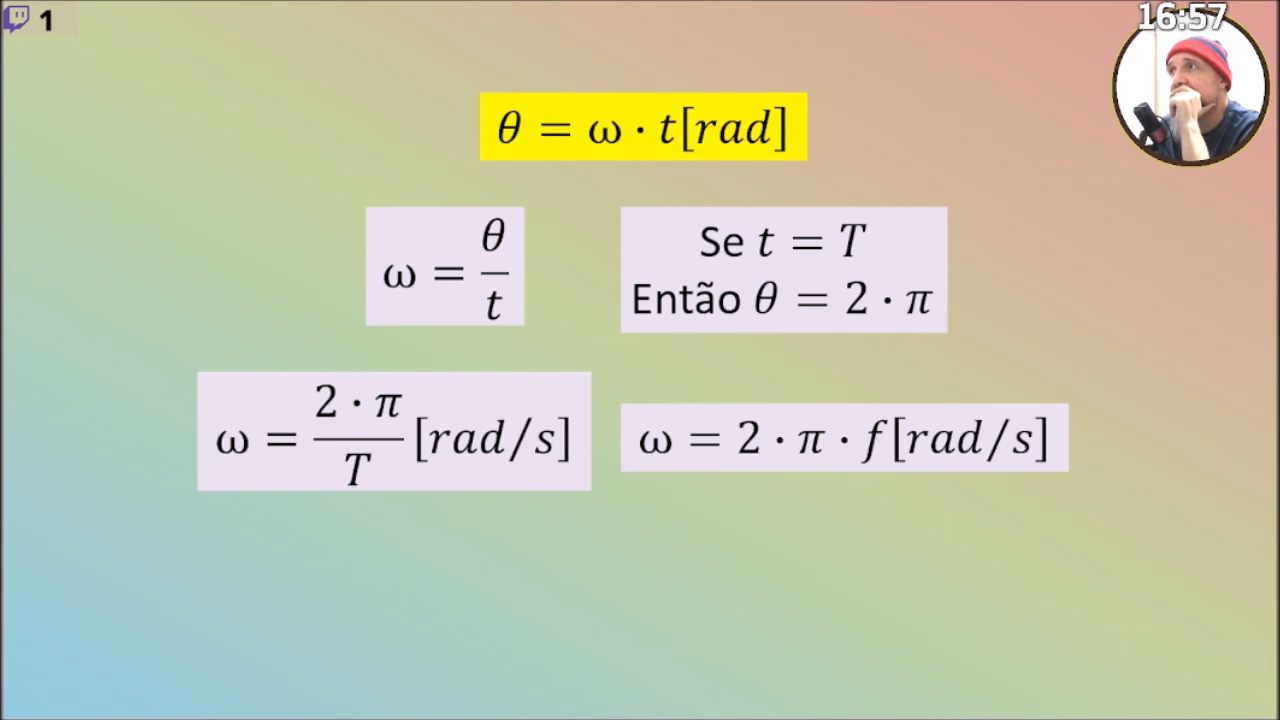 1
16:57
θ = ω · t[rad]
ω = θ/t
Se t = T
Então θ = 2 · π
ω = 2 · π/T [rad/s]
ω = 2 · π · f[rad/s]